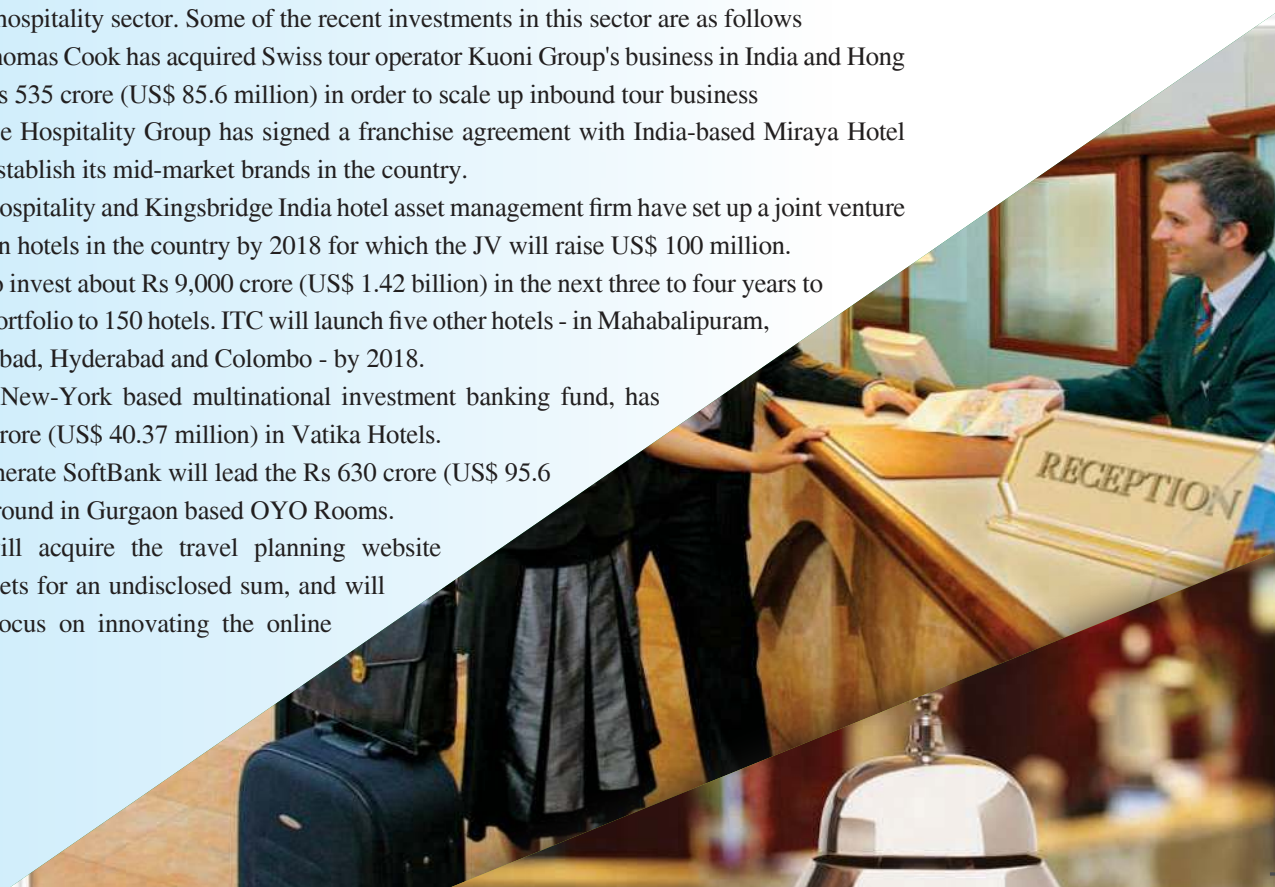 hospitality sector. Some of the recent investments in this sector are as follows
omas Cook has acquired Swiss tour operator Kuoni Group's business in India and Hong
s 535 crore (US$ 85.6 million) in order to scale up inbound tour business
e Hospitality Group has signed a franchise agreement with India-based Miraya Hotel
stablish its mid-market brands in the country.
ospitality and Kingsbridge India hotel asset management firm have set up a joint venture
n hotels in the country by 2018 for which the JV will raise US$ 100 million.
o invest about Rs 9,000 crore (US$ 1.42 billion) in the next three to four years to
ortfolio to 150 hotels. ITC will launch five other hotels - in Mahabalipuram,
bad, Hyderabad and Colombo - by 2018.
New-York based multinational investment banking fund, has
rore (US$ 40.37 million) in Vatika Hotels.
nerate SoftBank will lead the Rs 630 crore (US$ 95.6
round in Gurgaon based OYO Rooms.
ill acquire the travel planning website
ets for an undisclosed sum, and will
ocus on innovating the online
RECEPTION